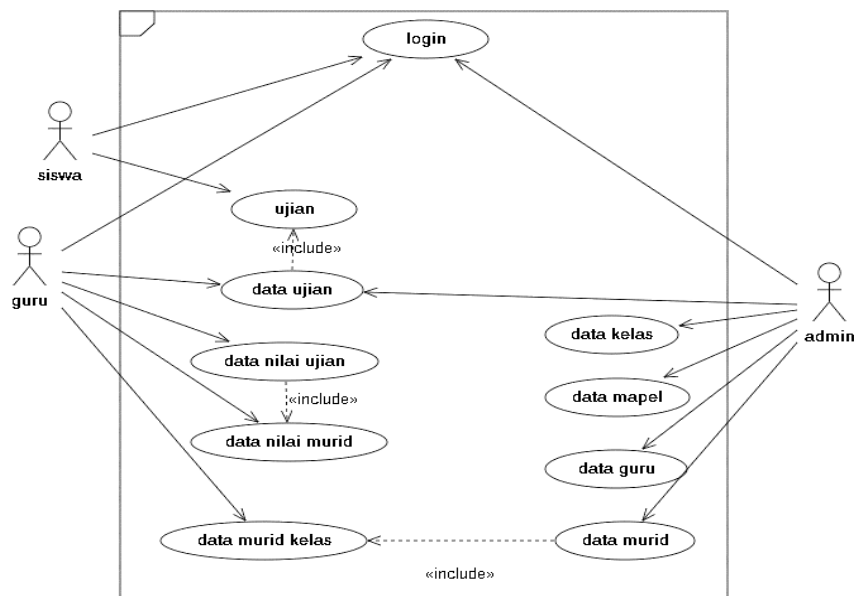 login
siswa
ujian
«include»
guru
data ujian
admin
data kelas
data nilai ujian
data mapel
«include»
data nilai murid
data guru
data murid kelas
data murid
«include»